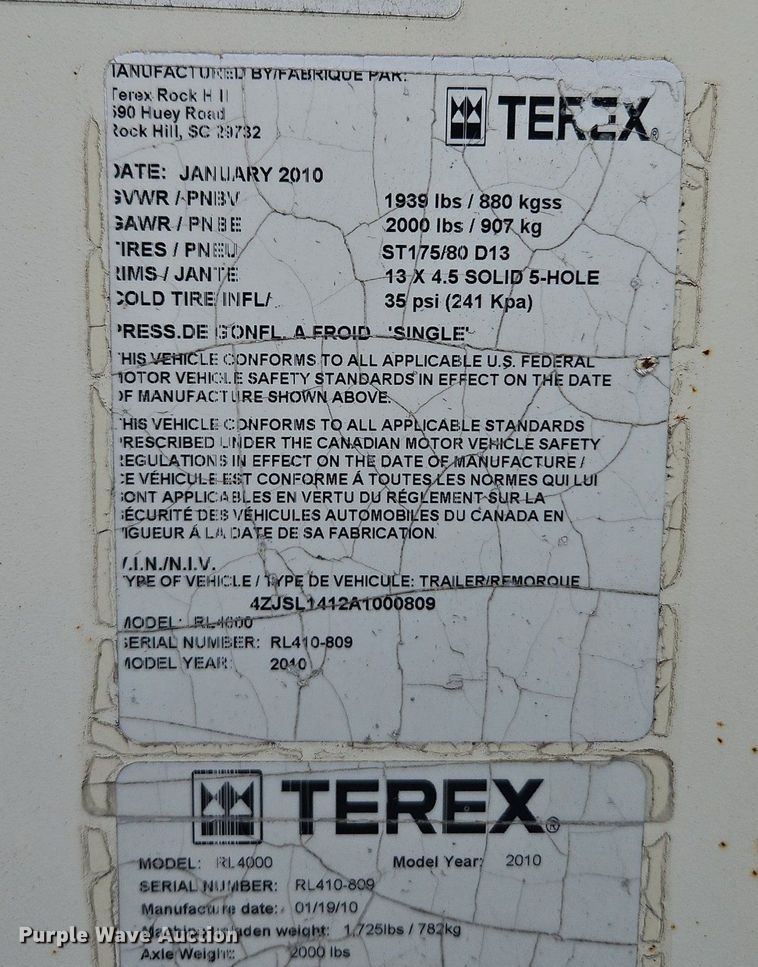 IANUFACTURED BY/FABRIQUE PAR:
Terex Rock Hill
590 Huey Road
Rock Hill, SC 29732
TEREX®
DATE: JANUARY 2010
GVWR / PNBV 1939 lbs / 880 kgss
GAWR / PNBE 2000 lbs / 907 kg
TIRES / PNEU ST175/80 D13
RIMS / JANTE 13 X 4.5 SOLID 5-HOLE
COLD TIRE INFL/ 35 psi (241 Kpa)
PRESS.DE GONFL. A FROID 'SINGLE'
THIS VEHICLE CONFORMS TO ALL APPLICABLE U.S. FEDERAL
MOTOR VEHICLE SAFETY STANDARDS IN EFFECT ON THE DATE
OF MANUFACTURE SHOWN ABOVE.
THIS VEHICLE CONFORMS TO ALL APPLICABLE STANDARDS
PRESCRIBED UNDER THE CANADIAN MOTOR VEHICLE SAFETY
REGULATIONS IN EFFECT ON THE DATE OF MANUFACTURE /
CE VÉHICULE EST CONFORME Á TOUTES LES NORMES QUI LUI
SONT APPLICABLES EN VERTU DU RÉGLEMENT SUR LA
SÉCURITÉ DES VÉHICULES AUTOMOBILES DU CANADA EN
VIGUEUR Á LA DATE DE SA FABRICATION.
V.I.N./N.I.V.
TYPE OF VEHICLE / TYPE DE VEHICULE: TRAILER/REMORQUE
4ZJSL1412A1000809
MODEL: RL4000
SERIAL NUMBER: RL410-809
MODEL YEAR: 2010
TEREX®
MODEL: RL4000 Model Year: 2010
SERIAL NUMBER: RL410-809
Manufacture date: 01/19/10
weight: 1,725lbs / 782kg
Axle Weight: 2000 lbs
Purple Wave Auction